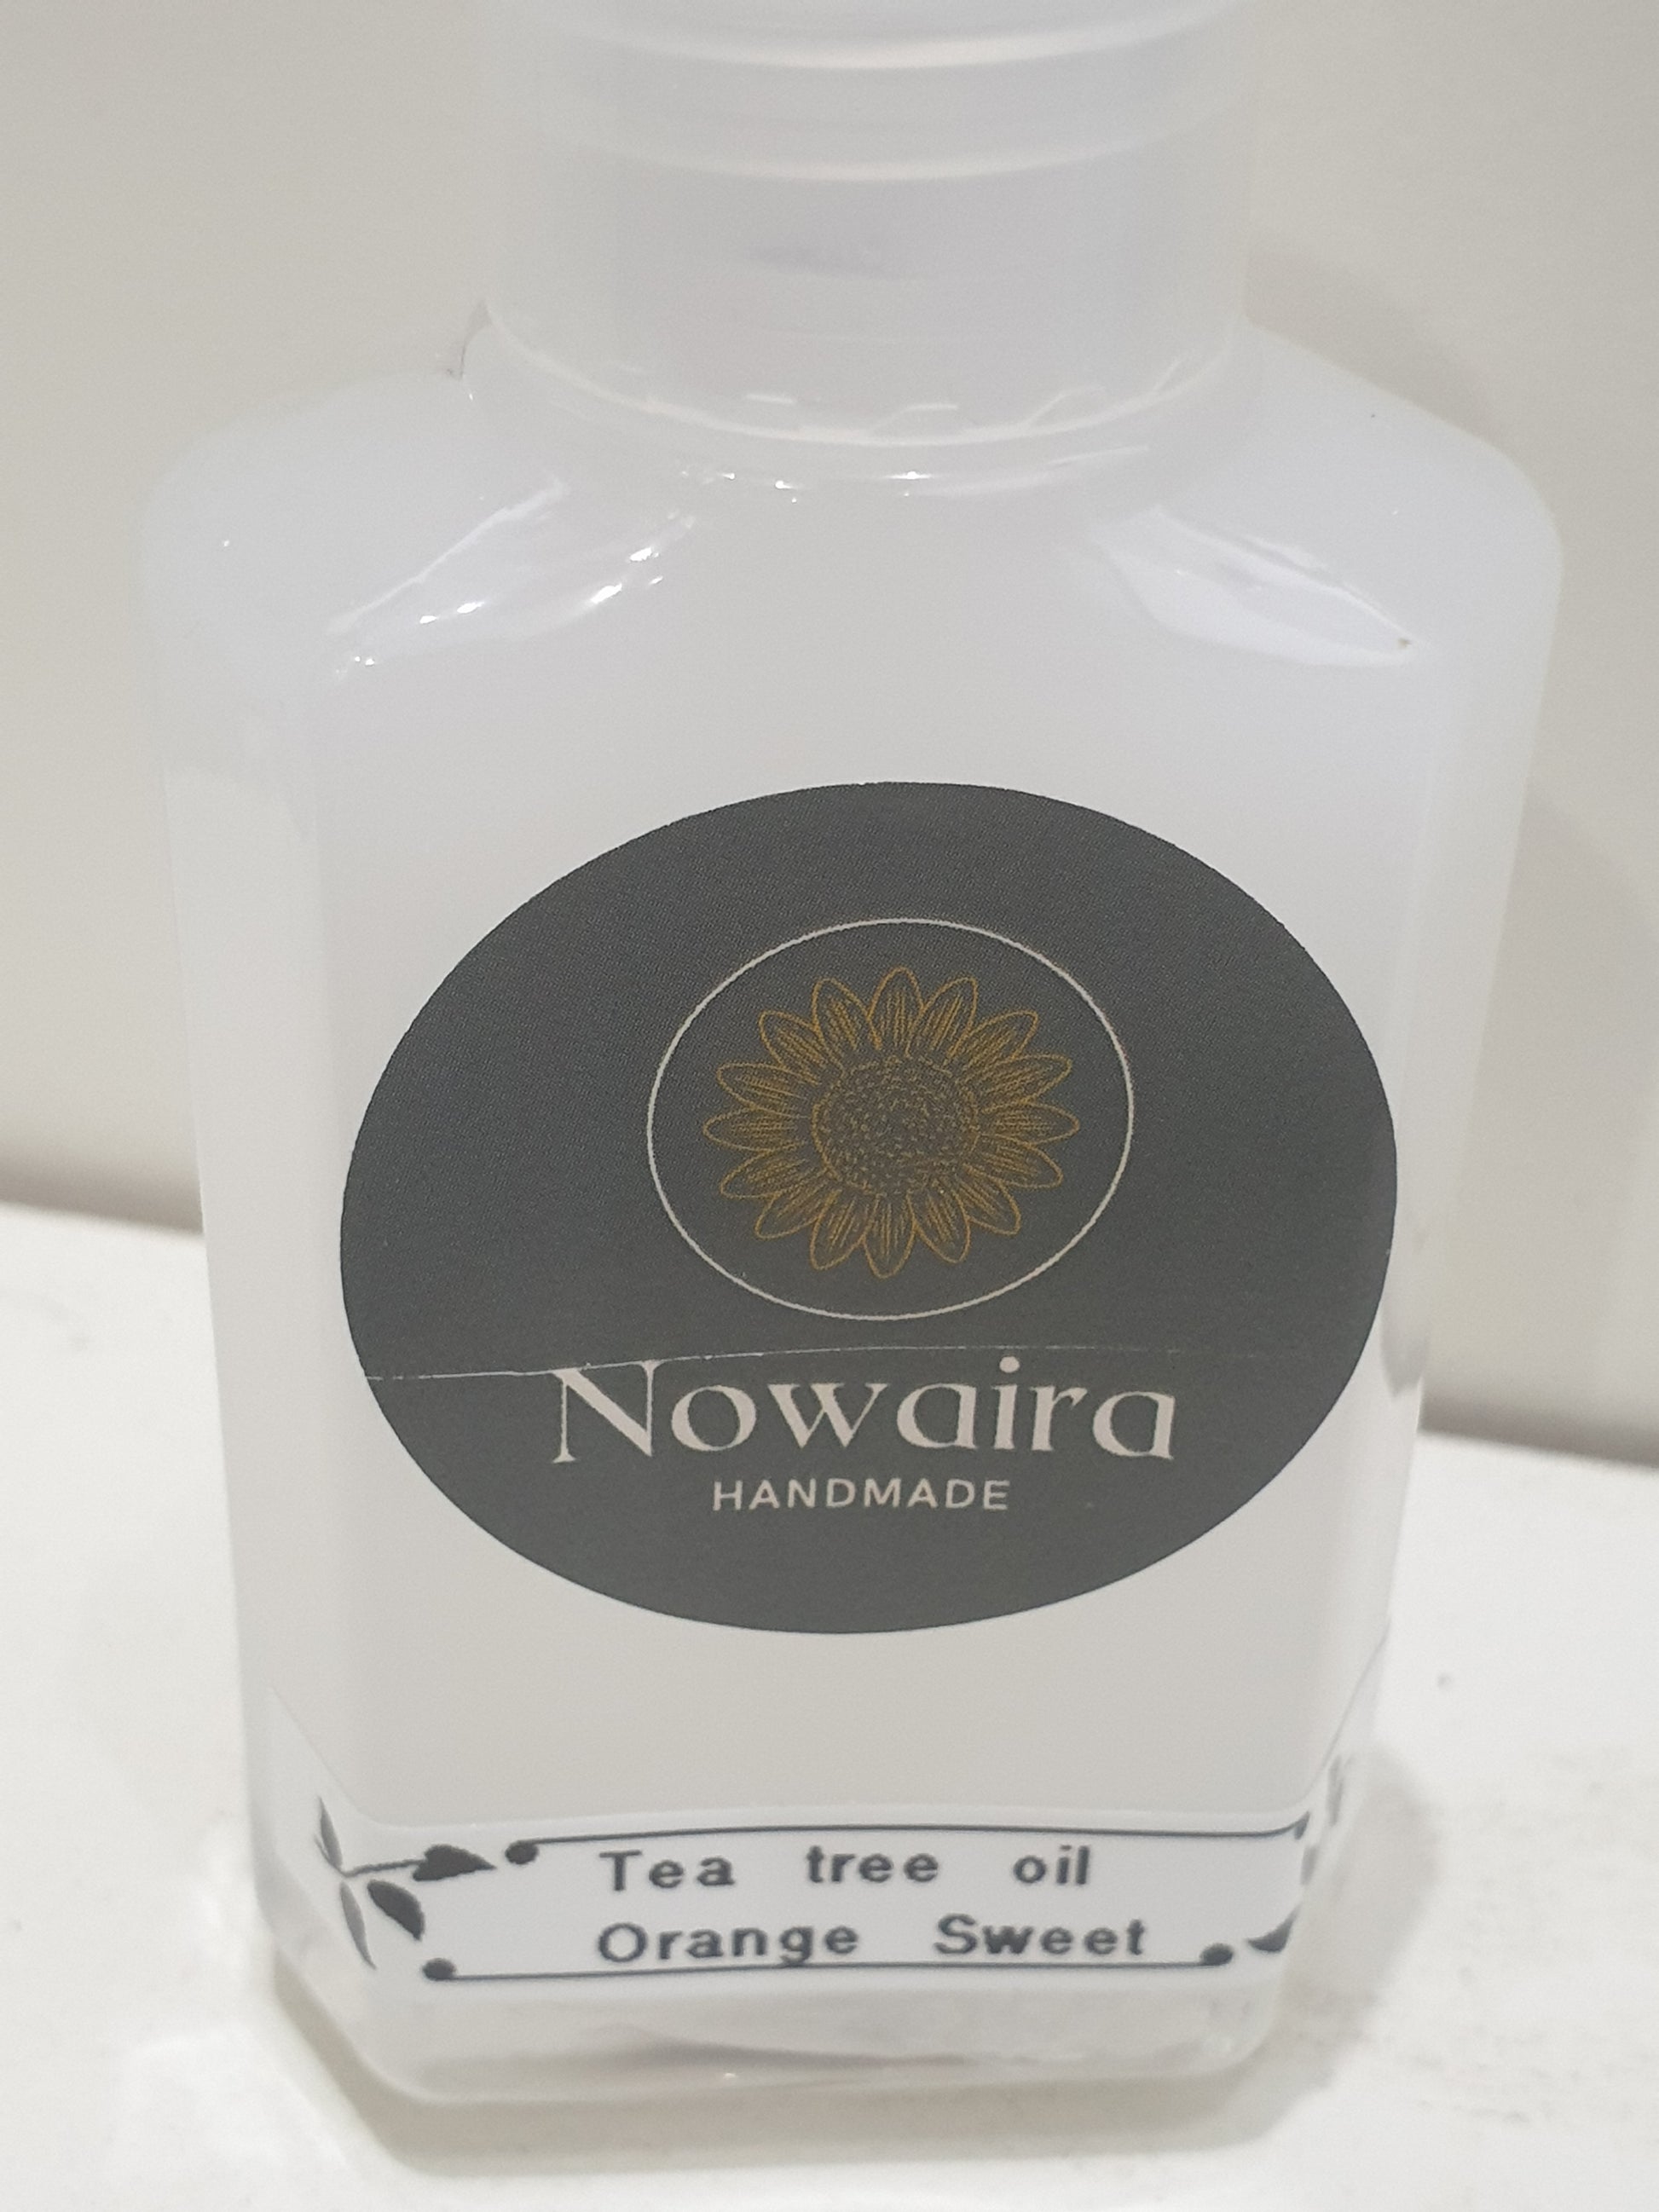 Nowaira
HANDMADE
Tea tree oil
Orange Sweet